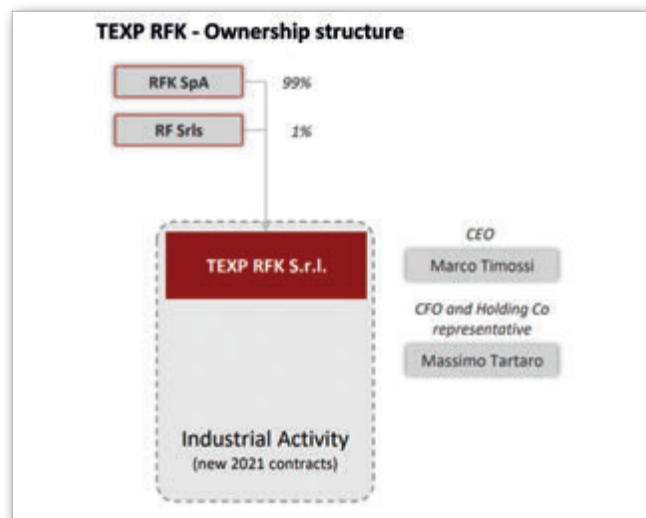 TEXP RFK - Ownership structure
RFK SpA 99%
RF Srls 1%
TEXP RFK S.r.l.
CEO
Marco Timossi
CFO and Holding Co
representative
Massimo Tartaro
Industrial Activity
(new 2021 contracts)